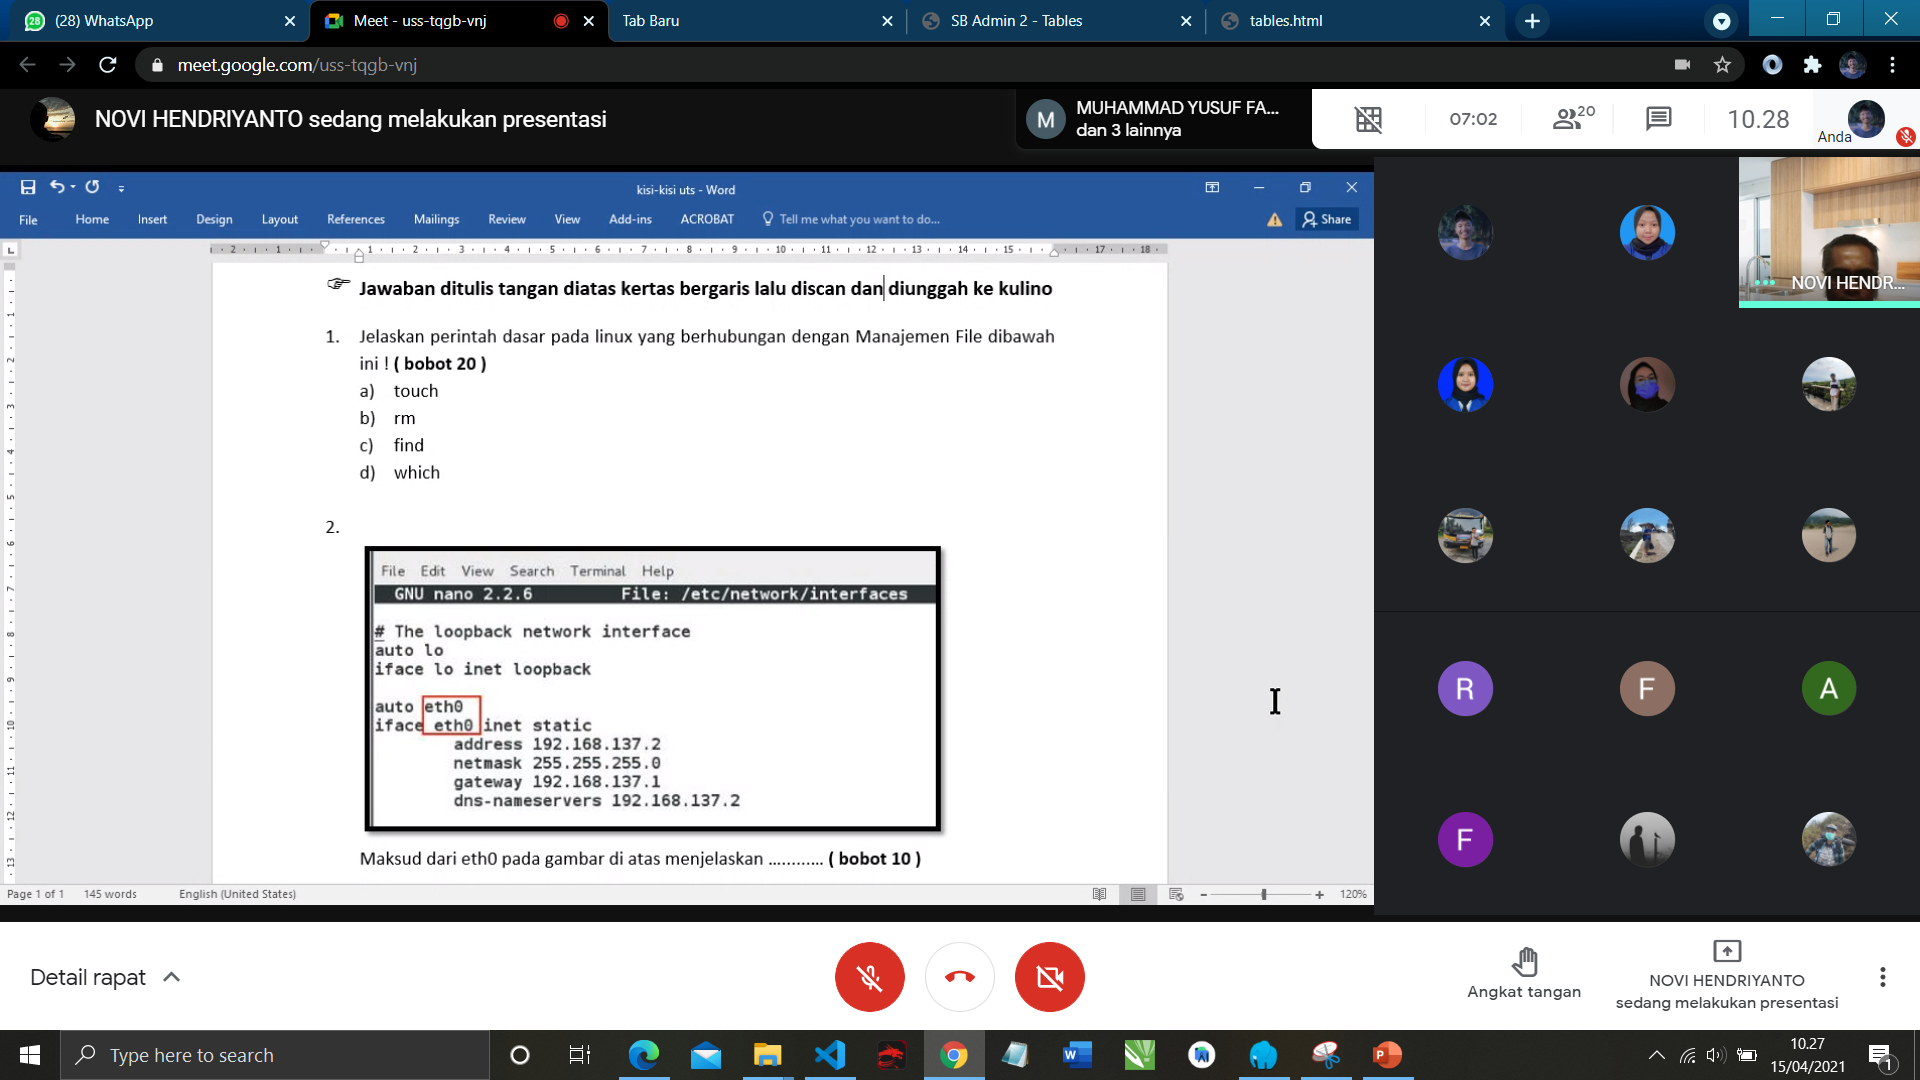 (28) WhatsApp
Meet - uss-tqgb-vnj
Tab Baru
SB Admin 2 - Tables
tables.html
meet.google.com/uss-tqgb-vnj
NOVI HENDRIYANTO sedang melakukan presentasi
M
MUHAMMAD YUSUF FA...
dan 3 lainnya
07:02
20
10.28
Anda
kisi-kisi uts - Word
File Home Insert Design Layout References Mailings Review View Add-ins ACROBAT Tell me what you want to do... Share
NOVI HENDR...
Jawaban ditulis tangan diatas kertas bergaris lalu discan dan diunggah ke kulino
1. Jelaskan perintah dasar pada linux yang berhubungan dengan Manajemen File dibawah
ini ! ( bobot 20 )
a) touch
b) rm
c) find
d) which
2.
File Edit View Search Terminal Help
GNU nano 2.2.6 File: /etc/network/interfaces
# The loopback network interface
auto lo
iface lo inet loopback
auto eth0
iface eth0 inet static
address 192.168.137.2
netmask 255.255.255.0
gateway 192.168.137.1
dns-nameservers 192.168.137.2
Maksud dari eth0 pada gambar di atas menjelaskan ............ ( bobot 10 )
R
F
A
F
Page 1 of 1 145 words English (United States)
120%
Detail rapat
Angkat tangan
NOVI HENDRIYANTO
sedang melakukan presentasi
Type here to search
10.27
15/04/2021
1